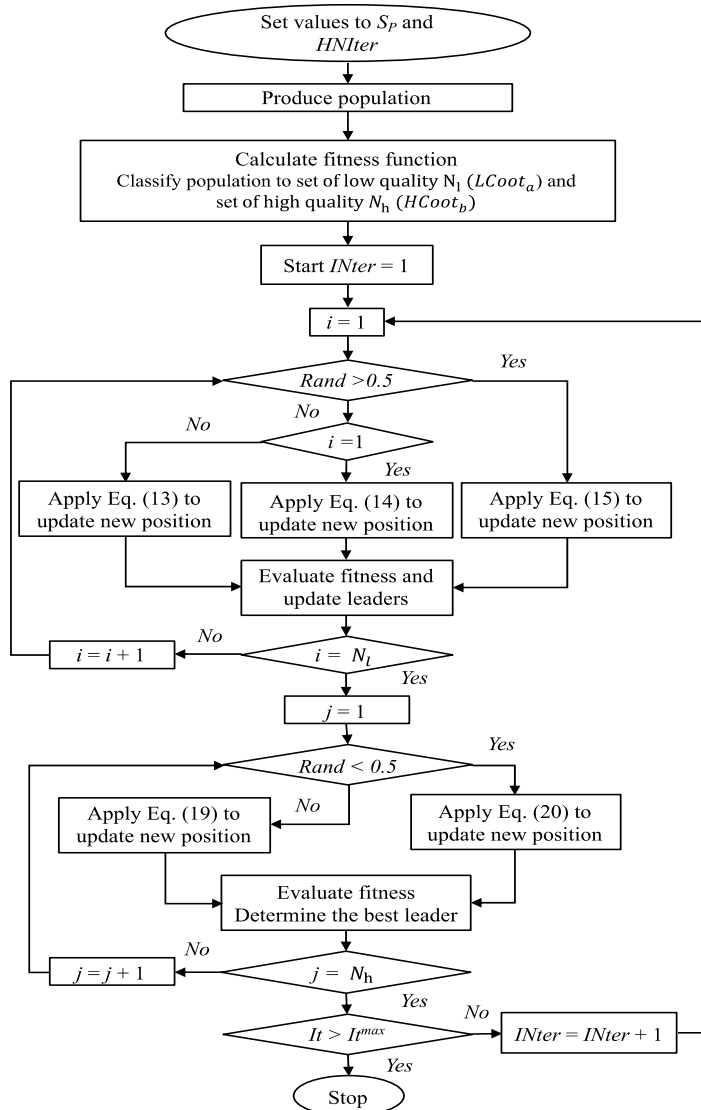 Set values to S_P and
HNIter
Produce population
Calculate fitness function
Classify population to set of low quality N_l (LCoot_a) and
set of high quality N_h (HCoot_b)
Start INter = 1
i = 1
Rand >0.5
Yes
No
No
i =1
Yes
Apply Eq. (13) to
update new position
Apply Eq. (14) to
update new position
Apply Eq. (15) to
update new position
Evaluate fitness and
update leaders
No
i = i + 1
i = N_l
Yes
j = 1
Yes
Rand < 0.5
No
Apply Eq. (19) to
update new position
Apply Eq. (20) to
update new position
Evaluate fitness
Determine the best leader
No
j = j + 1
j = N_h
Yes
No
It > It^max
INter = INter + 1
Yes
Stop